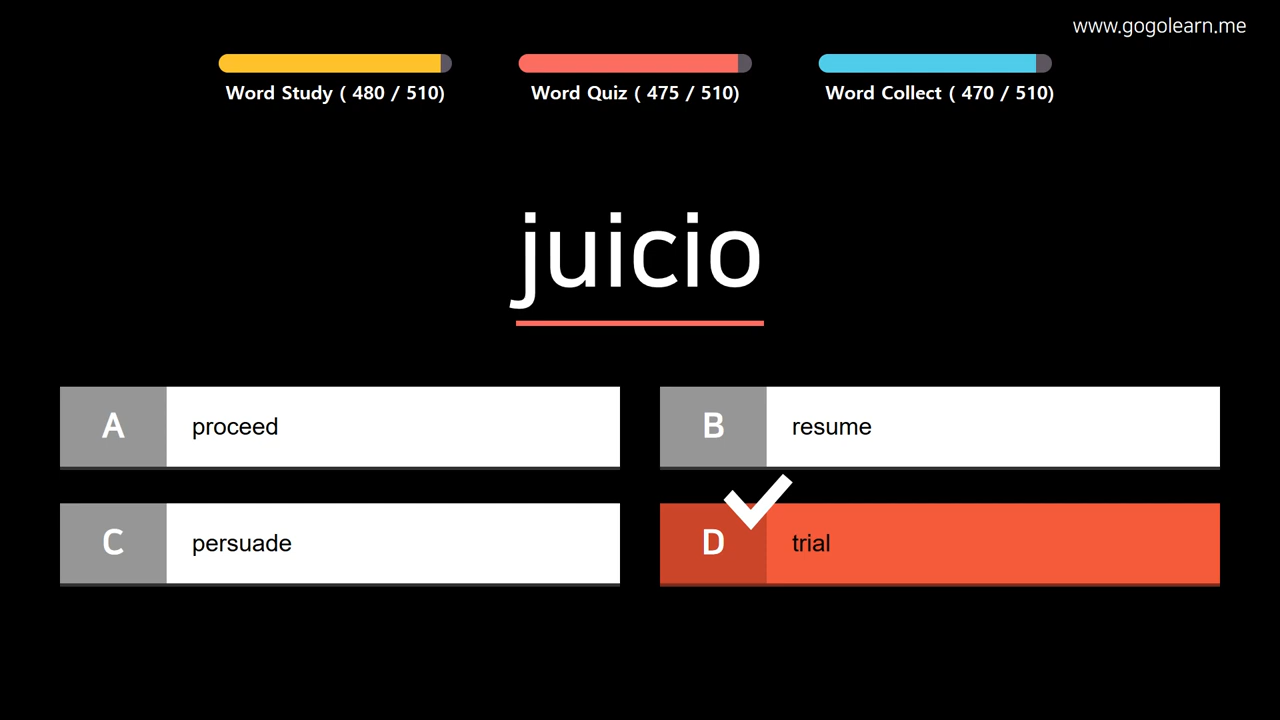 www.gogolearn.me
Word Study ( 480 / 510)
Word Quiz ( 475 / 510)
Word Collect ( 470 / 510)
juicio
A proceed
B resume
C persuade
D trial